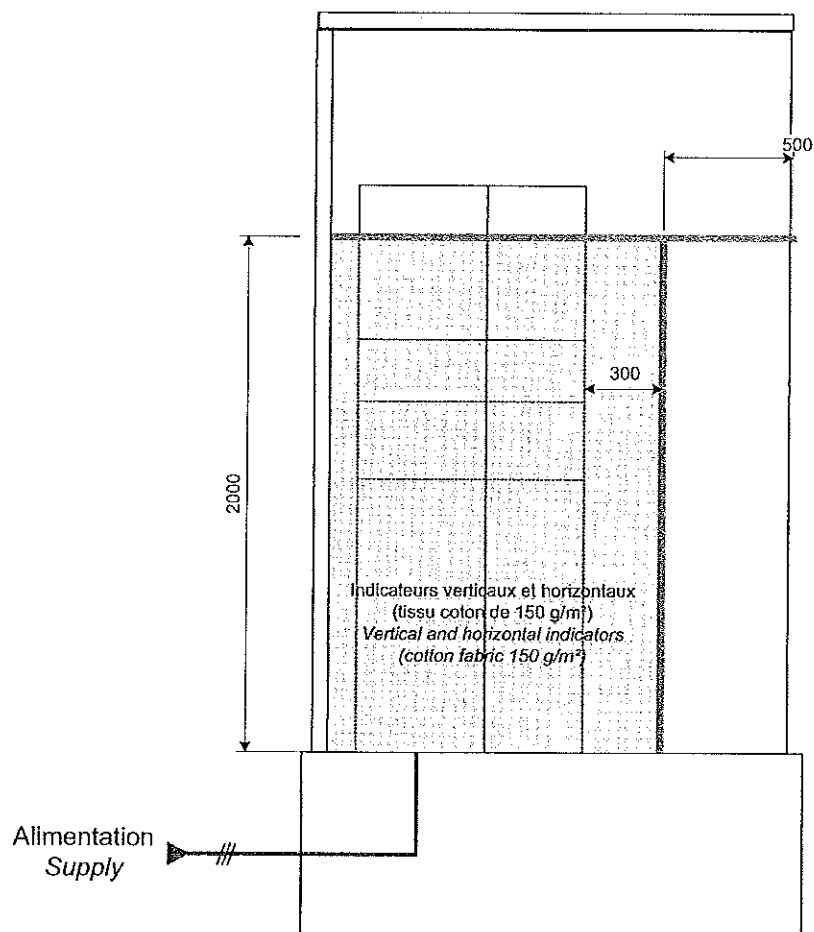 500
300
2000
Indicateurs verticaux et horizontaux
(tissu coton de 150 g/m²)
Vertical and horizontal indicators
(cotton fabric 150 g/m²)
Alimentation
Supply